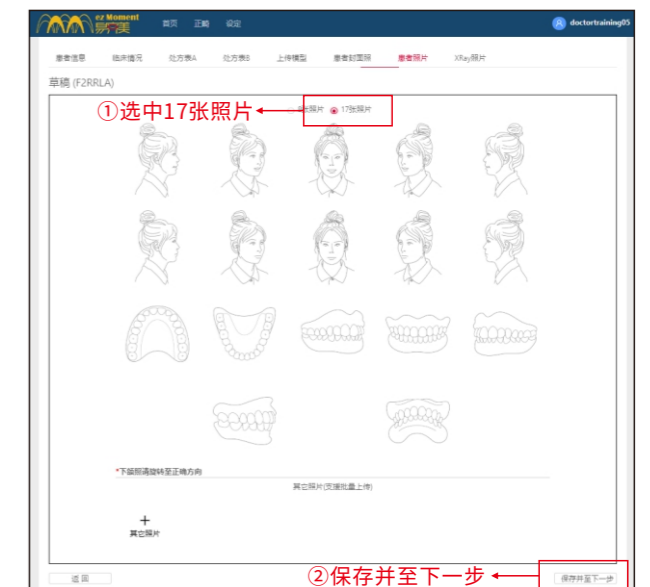 ez Moment
易完美
首页 正畸 设定
doctortraining05
患者信息 临床情况 处方表A 处方表B 上传模型 患者封面照 患者照片 XRay照片
草稿 (F2RRLA)
①选中17张照片
张照片 17张照片
*下颌照请旋转至正确方向
其它照片(支援批量上传)
其它照片
返回
②保存并至下一步
保存并至下一步